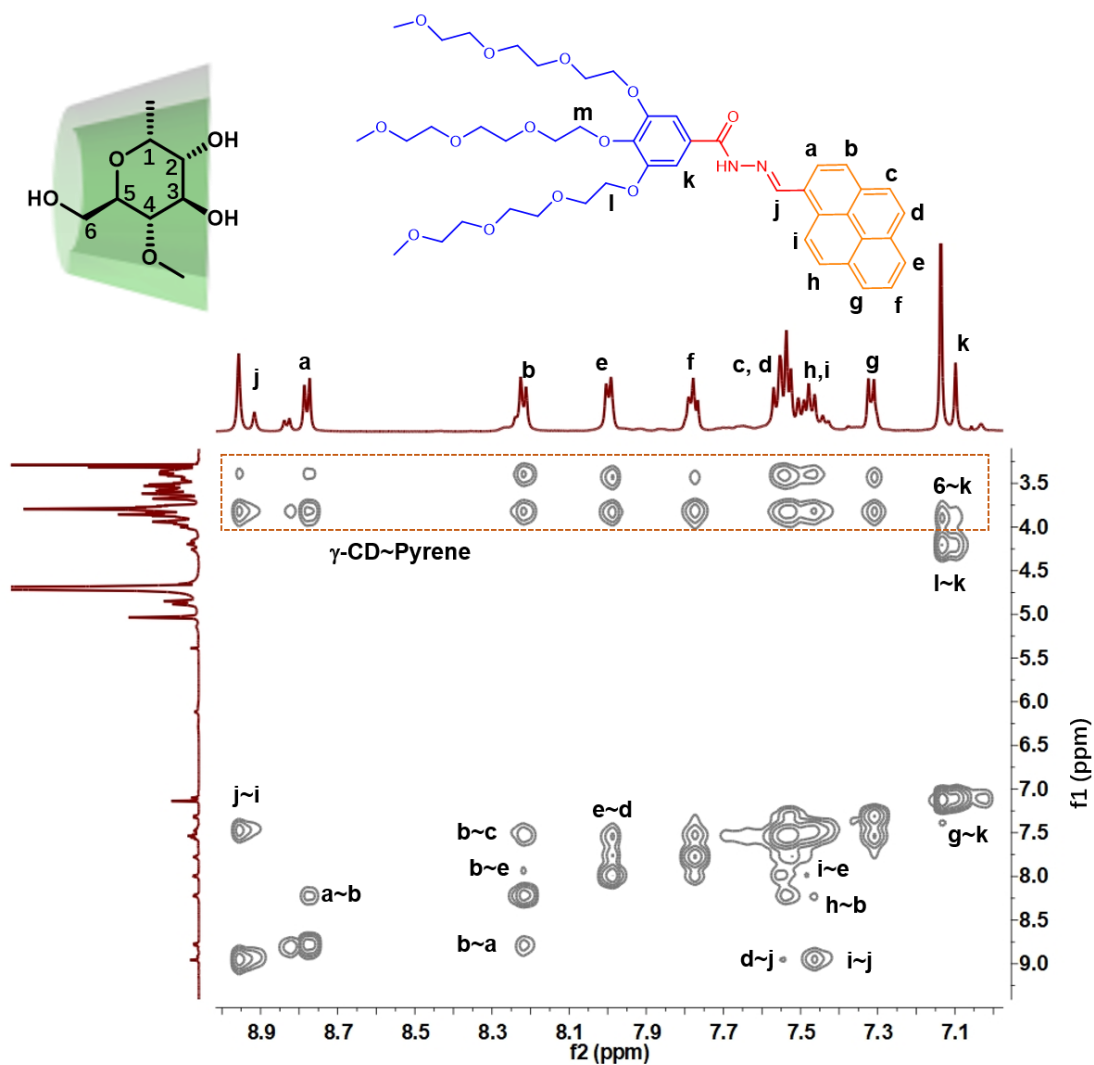 O O O O
m
O O O O
O O O O
l
k
O
HN N
j
a b
c
d
e
f
g
h
i
OH
O 1 2
HO 5 4 3 OH
6
O
j a b e f c, d h,i g k
3.5
6~k
4.0
γ-CD~Pyrene
l~k
4.5
5.0
5.5
6.0
6.5
7.0
j~i
e~d
b~c
7.5
g~k
b~e
i~e
8.0
a~b
h~b
8.5
b~a
d~j i~j
9.0
f1 (ppm)
8.9 8.7 8.5 8.3 8.1 7.9 7.7 7.5 7.3 7.1
f2 (ppm)